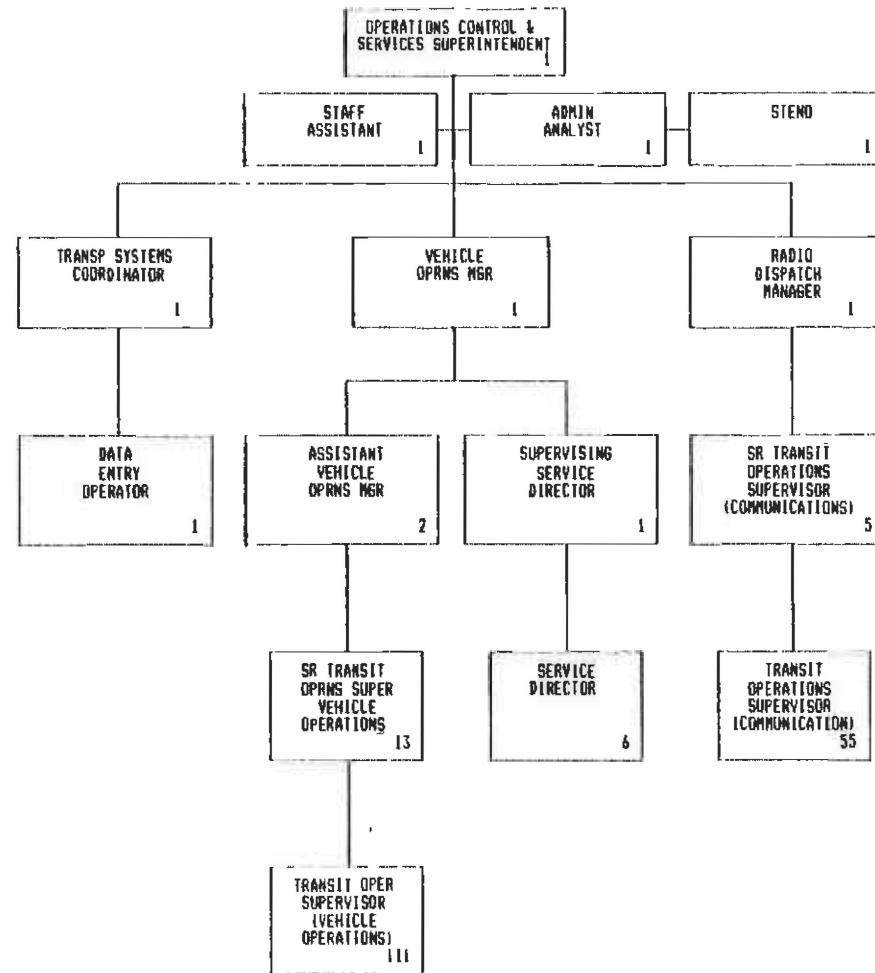 OPERATIONS CONTROL &
SERVICES SUPERINTENDENT
1
STAFF
ASSISTANT
1
ADMIN
ANALYST
1
STENO
1
TRANSP SYSTEMS
COORDINATOR
1
VEHICLE
OPRNS MGR
1
RADIO
DISPATCH
MANAGER
1
DATA
ENTRY
OPERATOR
1
ASSISTANT
VEHICLE
OPRNS MGR
2
SUPERVISING
SERVICE
DIRECTOR
1
SR TRANSIT
OPERATIONS
SUPERVISOR
(COMMUNICATIONS)
5
SR TRANSIT
OPRNS SUPER
VEHICLE
OPERATIONS
13
SERVICE
DIRECTOR
6
TRANSIT
OPERATIONS
SUPERVISOR
(COMMUNICATION)
55
TRANSIT OPER
SUPERVISOR
(VEHICLE
OPERATIONS)
111